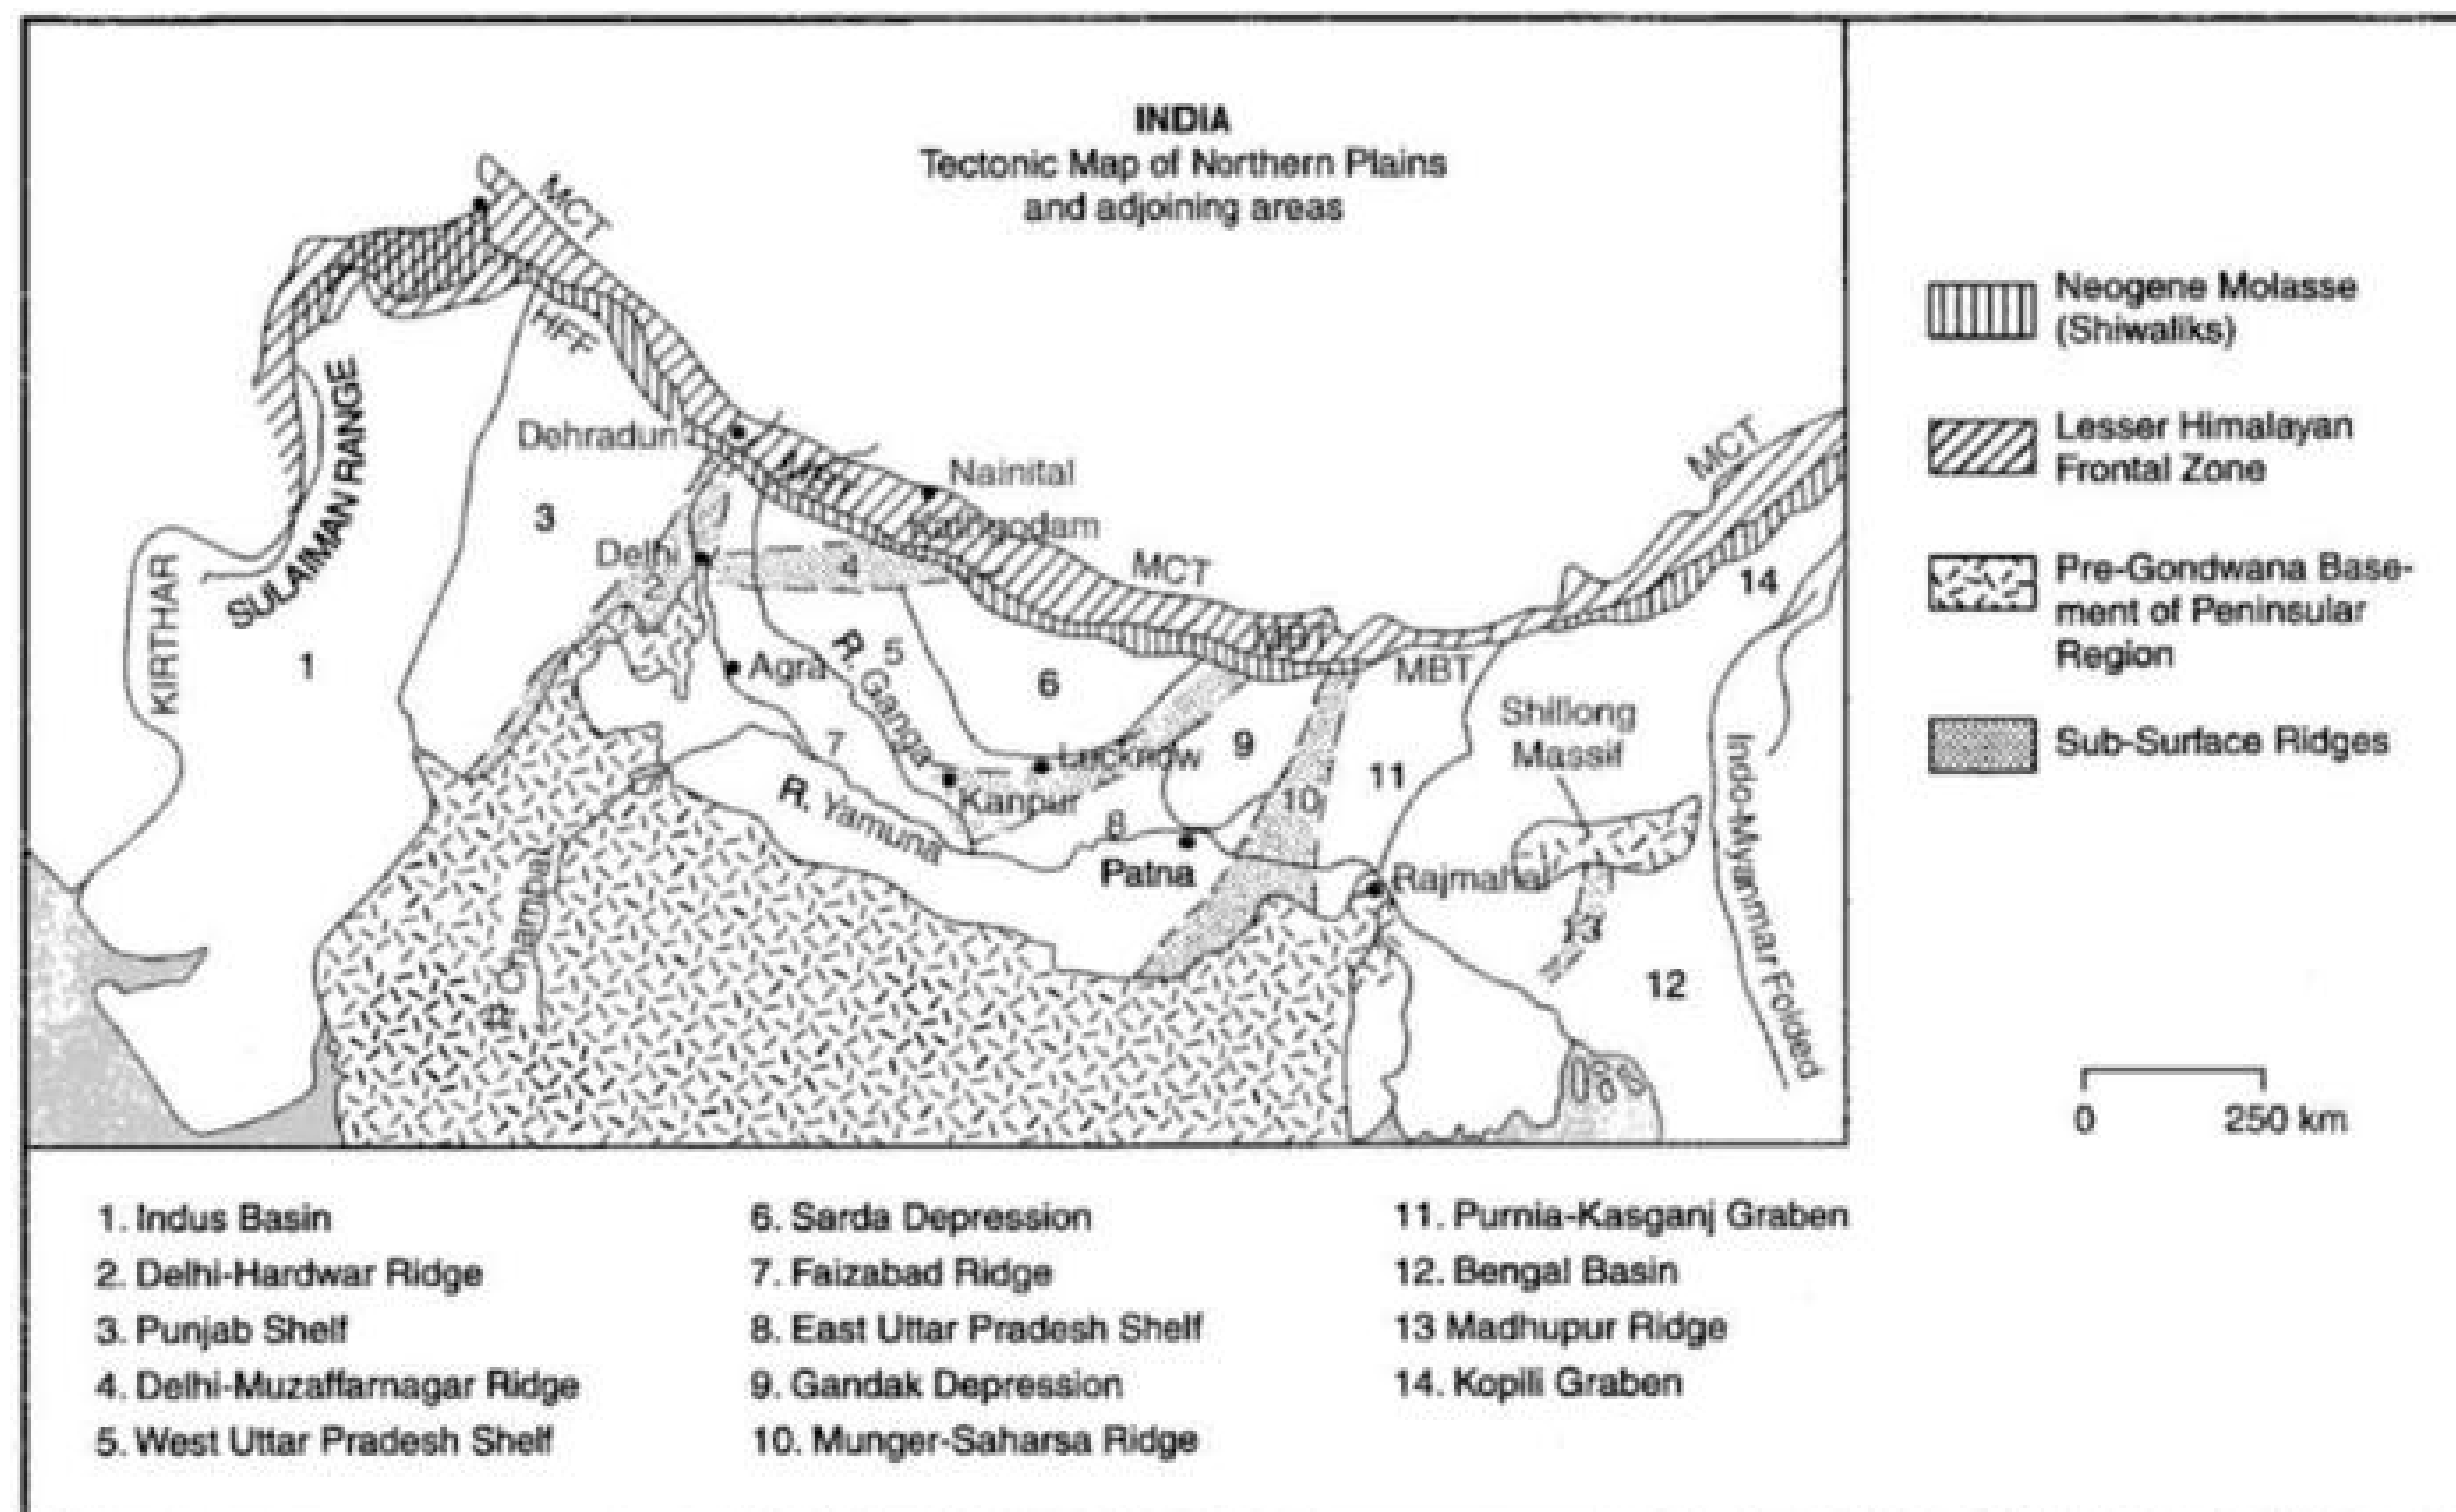 INDIA
Tectonic Map of Northern Plains
and adjoining areas
MCT
HFF
Dehradun
Nainital
Delhi
MCT
MCT
MBT
KIRTHAR
SULAIMAN RANGE
1
2
3
4
5
6
7
6
9
10
11
12
13
14
Agra
R. Ganga
Lucknow
Kanpur
R. Yamuna
Patna
Rajmahal
R Chambal
Shillong
Massif
Indo-Myanmar Folded
Neogene Molasse
(Shiwaliks)
Lesser Himalayan
Frontal Zone
Pre-Gondwana Base-
ment of Peninsular
Region
Sub-Surface Ridges
0 250 km
1. Indus Basin
2. Delhi-Hardwar Ridge
3. Punjab Shelf
4. Delhi-Muzaffarnagar Ridge
5. West Uttar Pradesh Shelf
6. Sarda Depression
7. Faizabad Ridge
8. East Uttar Pradesh Shelf
9. Gandak Depression
10. Munger-Saharsa Ridge
11. Purnia-Kasganj Graben
12. Bengal Basin
13 Madhupur Ridge
14. Kopili Graben